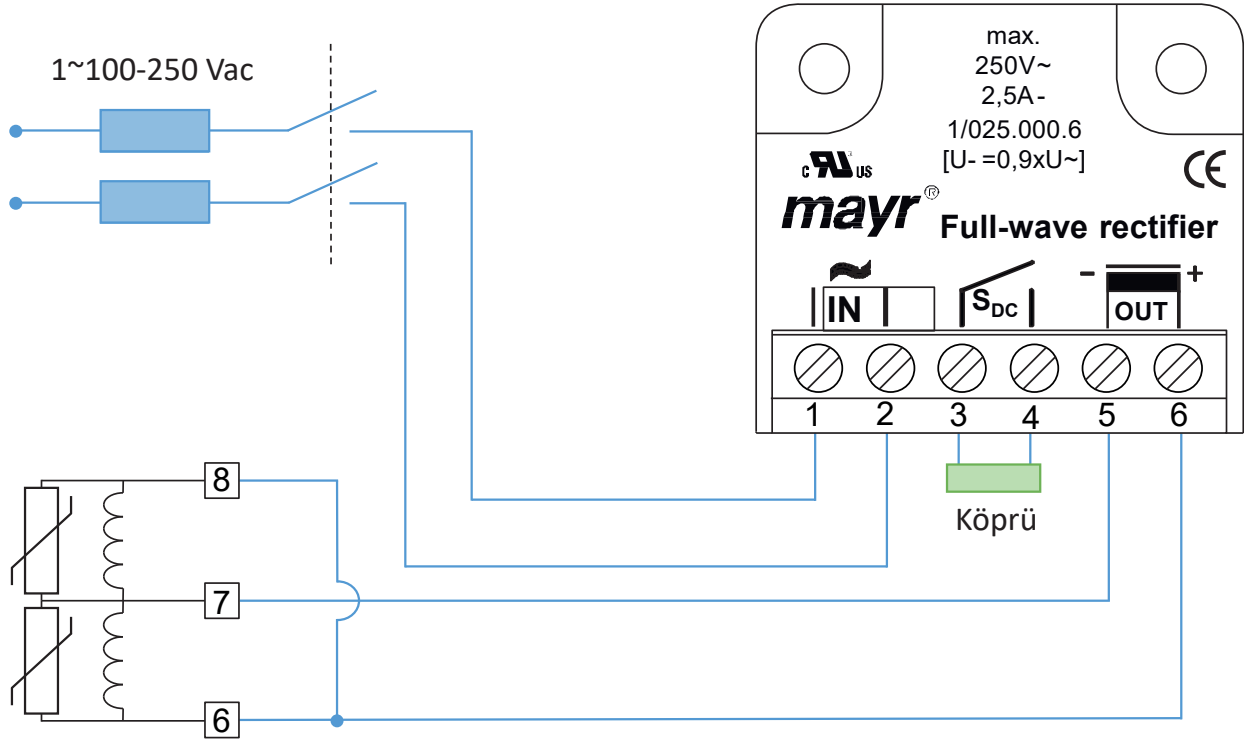 1~100-250 Vac
max.
250V~
2,5A-
1/025.000.6
[U- =0,9xU~]
c RU US
CE
mayr®
Full-wave rectifier
~
IN
SDC
- +
OUT
1 2 3 4 5 6
Köprü
8
7
6